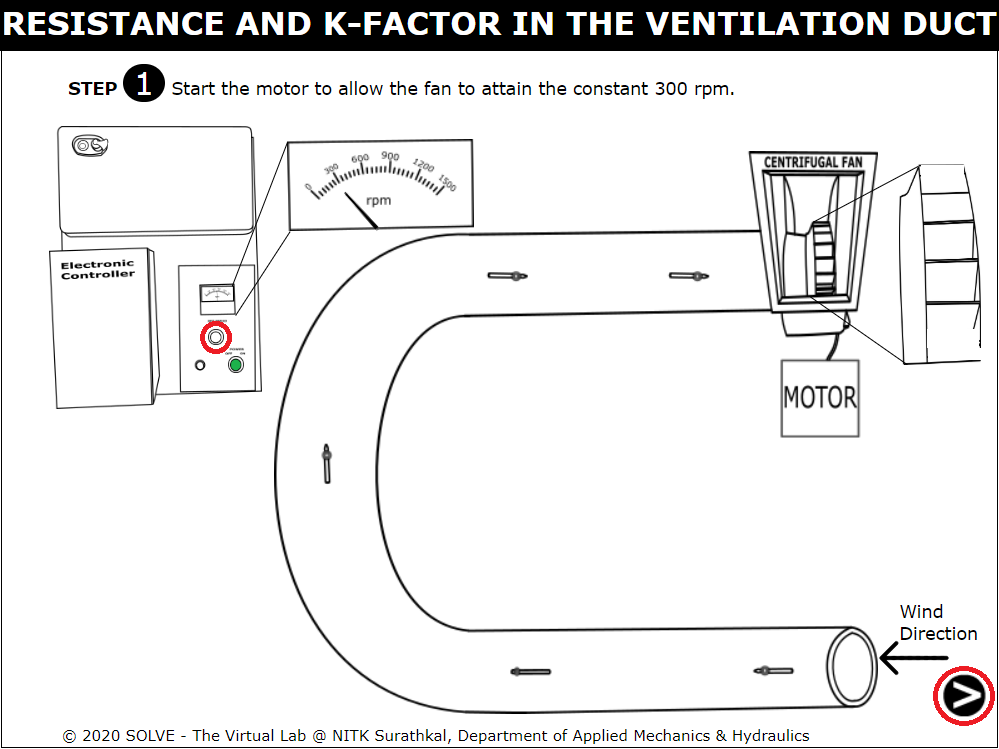 RESISTANCE AND K-FACTOR IN THE VENTILATION DUCT
STEP 1 Start the motor to allow the fan to attain the constant 300 rpm.
0 300 600 900 1200 1500
rpm
CENTRIFUGAL FAN
Electronic
Controller
OFF ON
MOTOR
Wind
Direction
>
© 2020 SOLVE - The Virtual Lab @ NITK Surathkal, Department of Applied Mechanics & Hydraulics